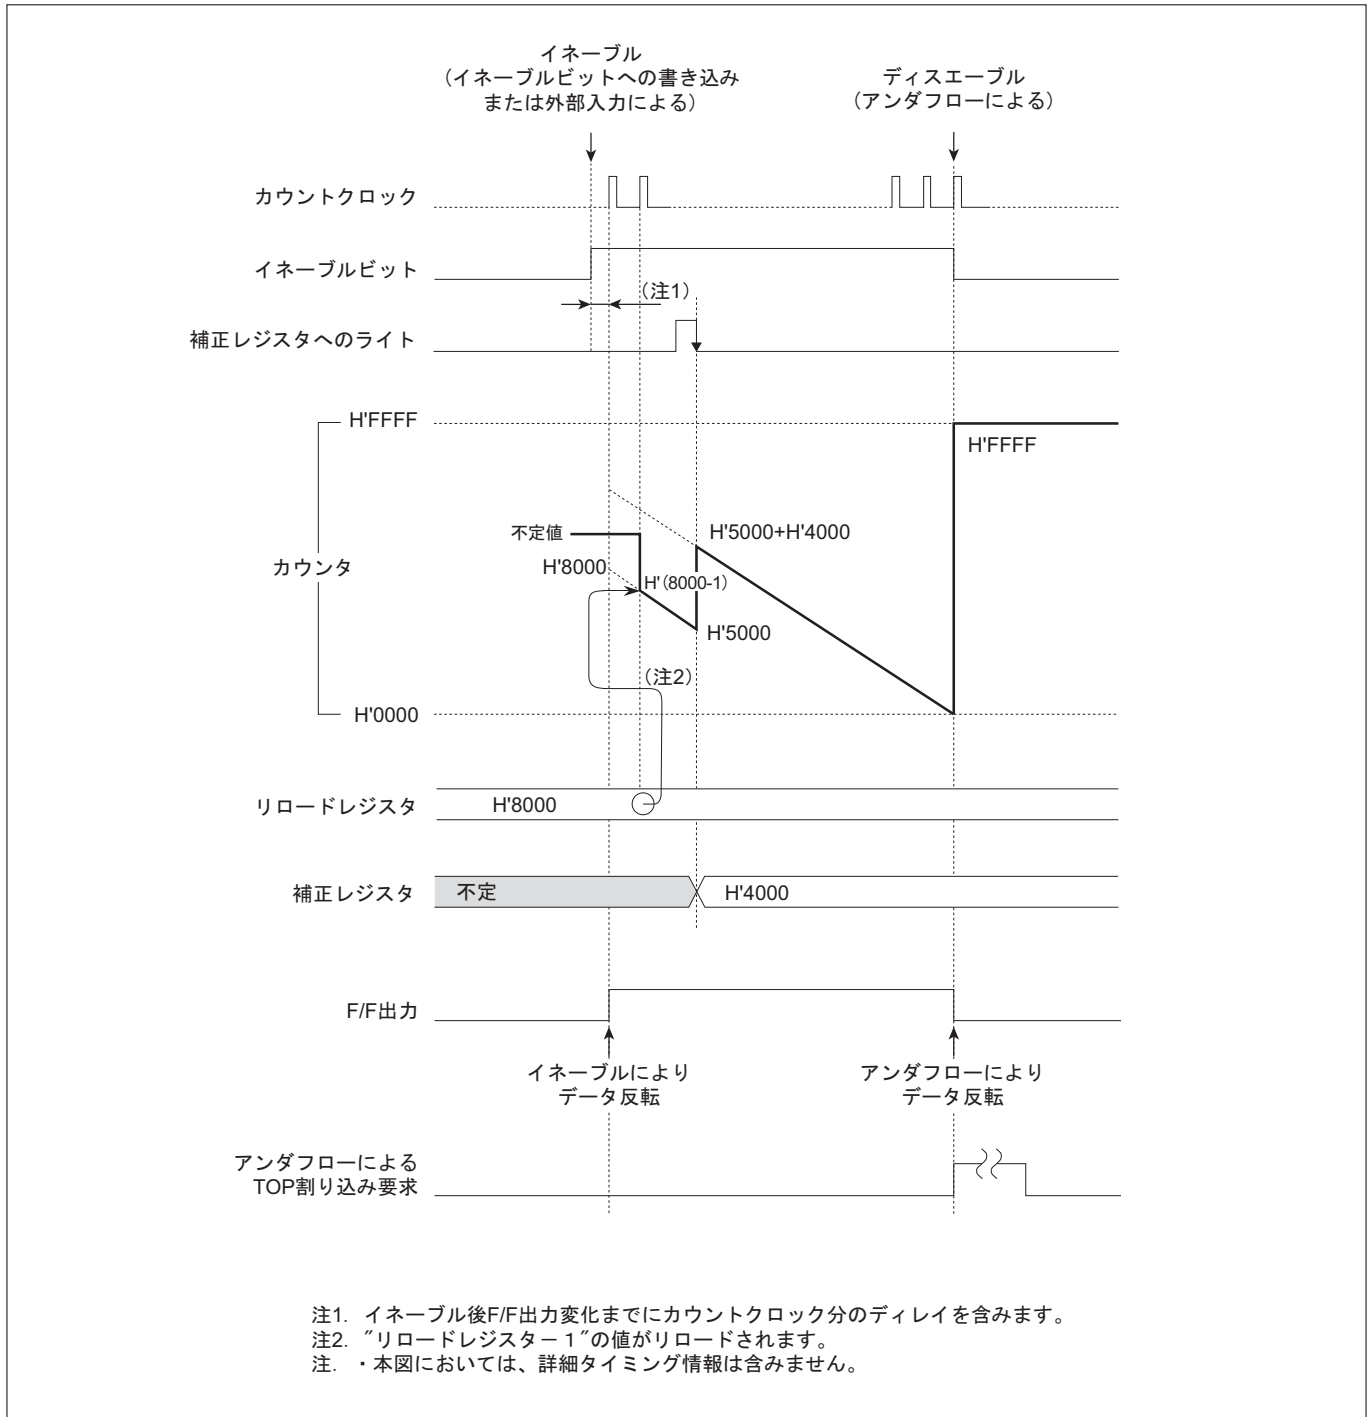 イネーブル
（イネーブルビットへの書き込み
または外部入力による）
ディスエーブル
（アンダフローによる）
カウントクロック
イネーブルビット
（注1）
補正レジスタへのライト
H'FFFF
H'FFFF
不定値
H'5000+H'4000
カウンタ
H'8000
H'（8000-1）
H'5000
（注2）
H'0000
リロードレジスタ
H'8000
補正レジスタ
不定
H'4000
F/F出力
イネーブルにより
データ反転
アンダフローにより
データ反転
アンダフローによる
TOP割り込み要求
注1. イネーブル後F/F出力変化までにカウントクロック分のディレイを含みます。
注2. ″リロードレジスタ－１″の値がリロードされます。
注. ・本図においては、詳細タイミング情報は含みません。